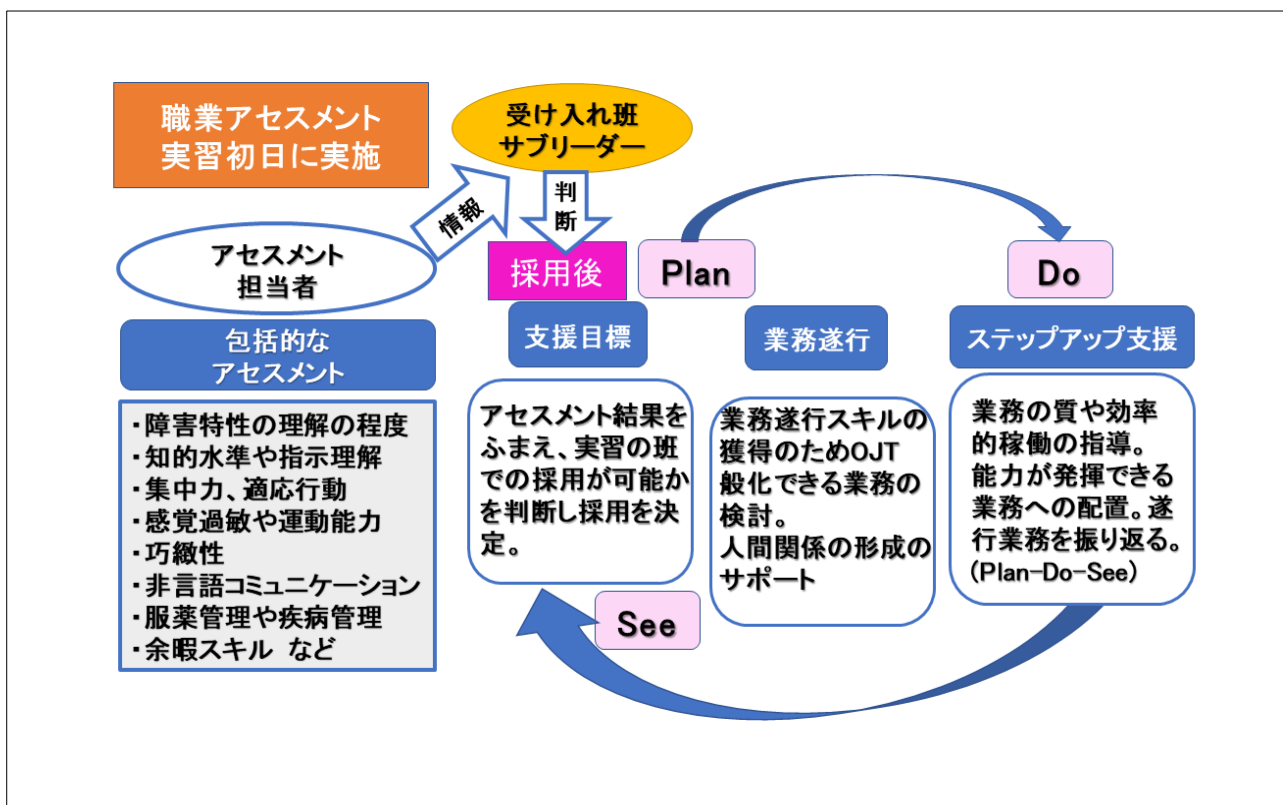 職業アセスメント
実習初日に実施
受け入れ班
サブリーダー
情報
判断
アセスメント
担当者
採用後
Plan
Do
包括的な
アセスメント
・障害特性の理解の程度
・知的水準や指示理解
・集中力、適応行動
・感覚過敏や運動能力
・巧緻性
・非言語コミュニケーション
・服薬管理や疾病管理
・余暇スキル など
支援目標
アセスメント結果を
ふまえ、実習の班
での採用が可能か
を判断し採用を決
定。
業務遂行
業務遂行スキルの
獲得のためOJT
般化できる業務の
検討。
人間関係の形成の
サポート
ステップアップ支援
業務の質や効率
的稼働の指導。
能力が発揮できる
業務への配置。遂
行業務を振り返る。
(Plan-Do-See)
See